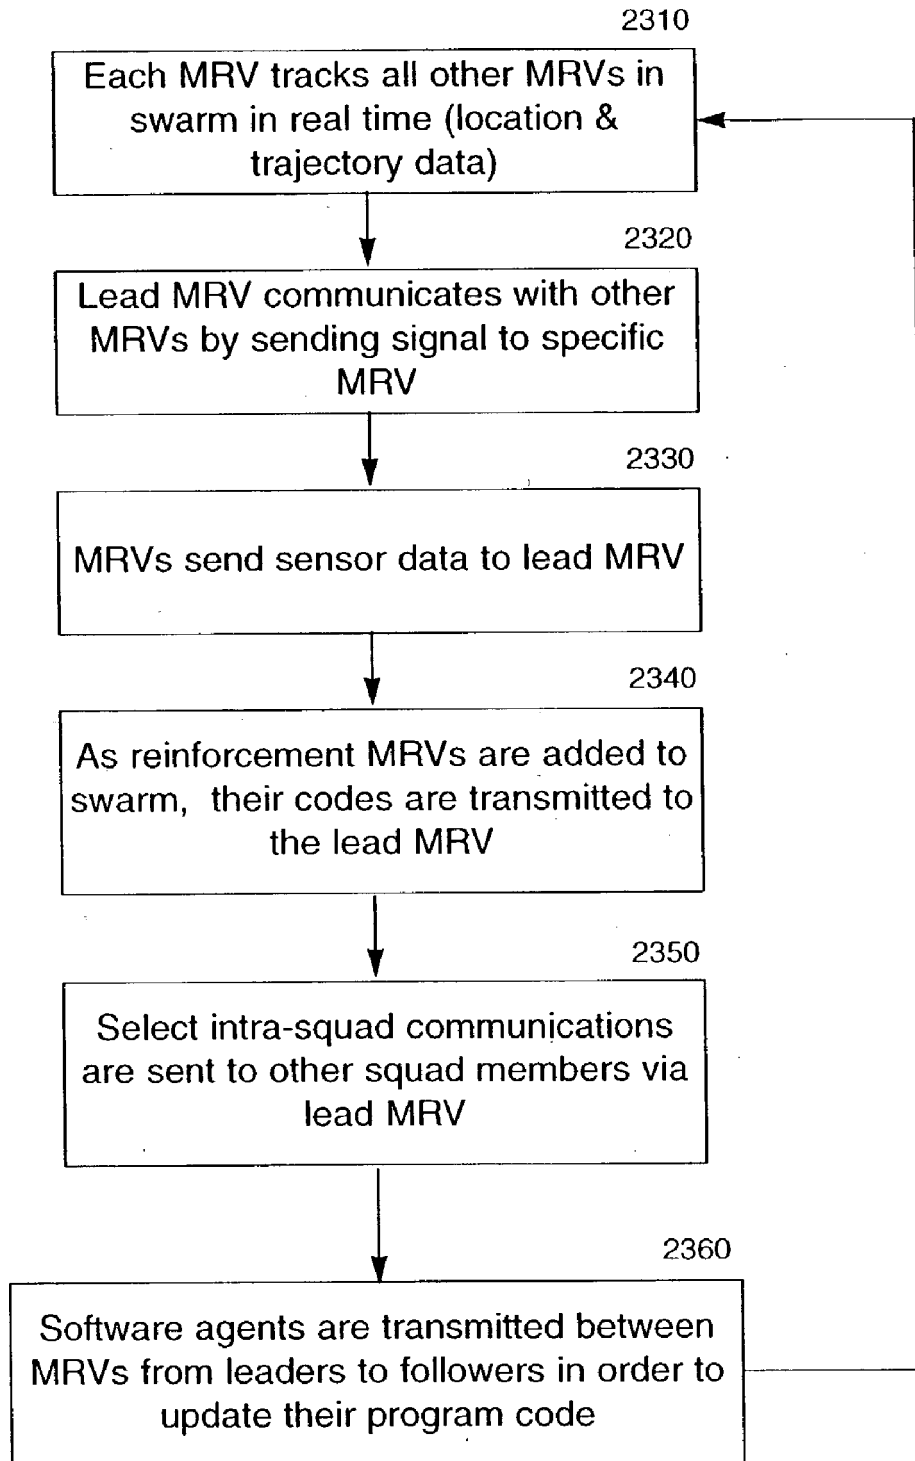 2310
Each MRV tracks all other MRVs in
swarm in real time (location &
trajectory data)
2320
Lead MRV communicates with other
MRVs by sending signal to specific
MRV
2330
MRVs send sensor data to lead MRV
2340
As reinforcement MRVs are added to
swarm, their codes are transmitted to
the lead MRV
2350
Select intra-squad communications
are sent to other squad members via
lead MRV
2360
Software agents are transmitted between
MRVs from leaders to followers in order to
update their program code